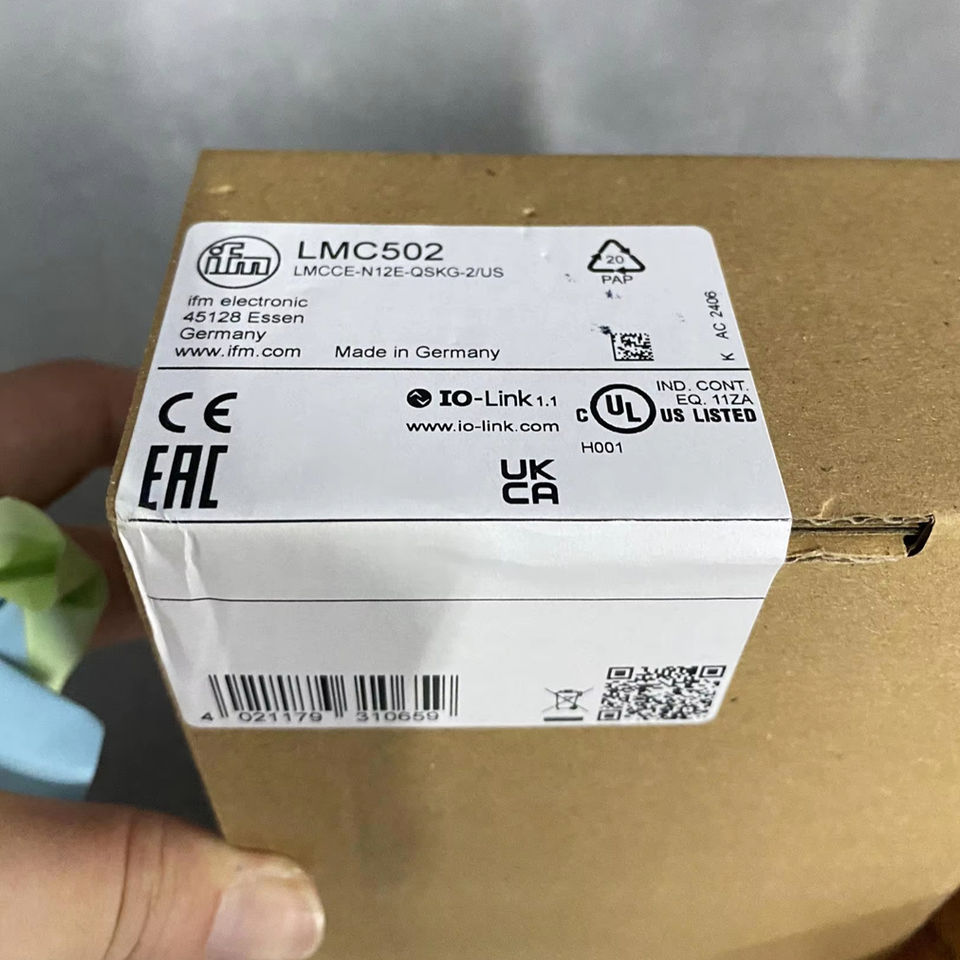 ifm
LMC502
LMCCE-N12E-QSKG-2/US
ifm electronic
45128 Essen
Germany
www.ifm.com
Made in Germany
20
PAP
K AC 2406
CE
EAC
IO-Link 1.1
www.io-link.com
UK
CA
C UL US LISTED
IND. CONT.
EQ. 11ZA
H001
4 021179 310659